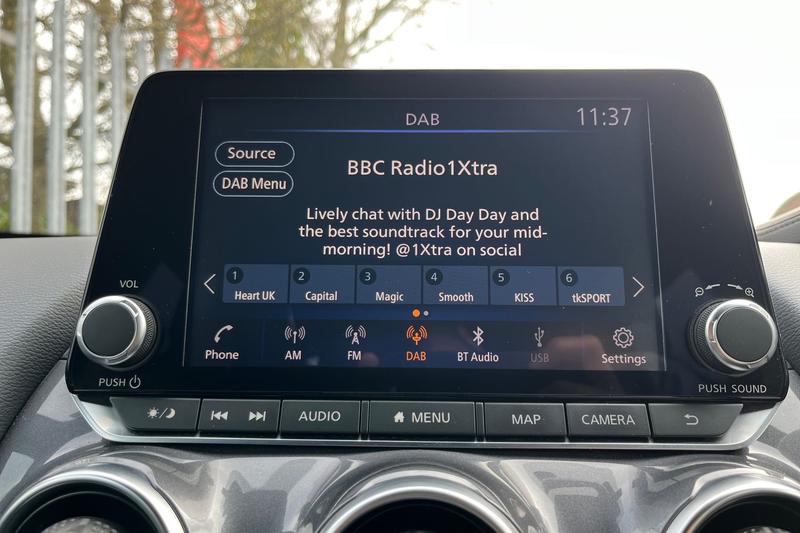 DAB
11:37
Source
BBC Radio1Xtra
DAB Menu
Lively chat with DJ Day Day and
the best soundtrack for your mid-
morning! @1Xtra on social
1 2 3 4 5 6
Heart UK Capital Magic Smooth KISS tkSPORT
VOL
Phone AM FM DAB BT Audio USB Settings
PUSH
PUSH SOUND
AUDIO MENU MAP CAMERA